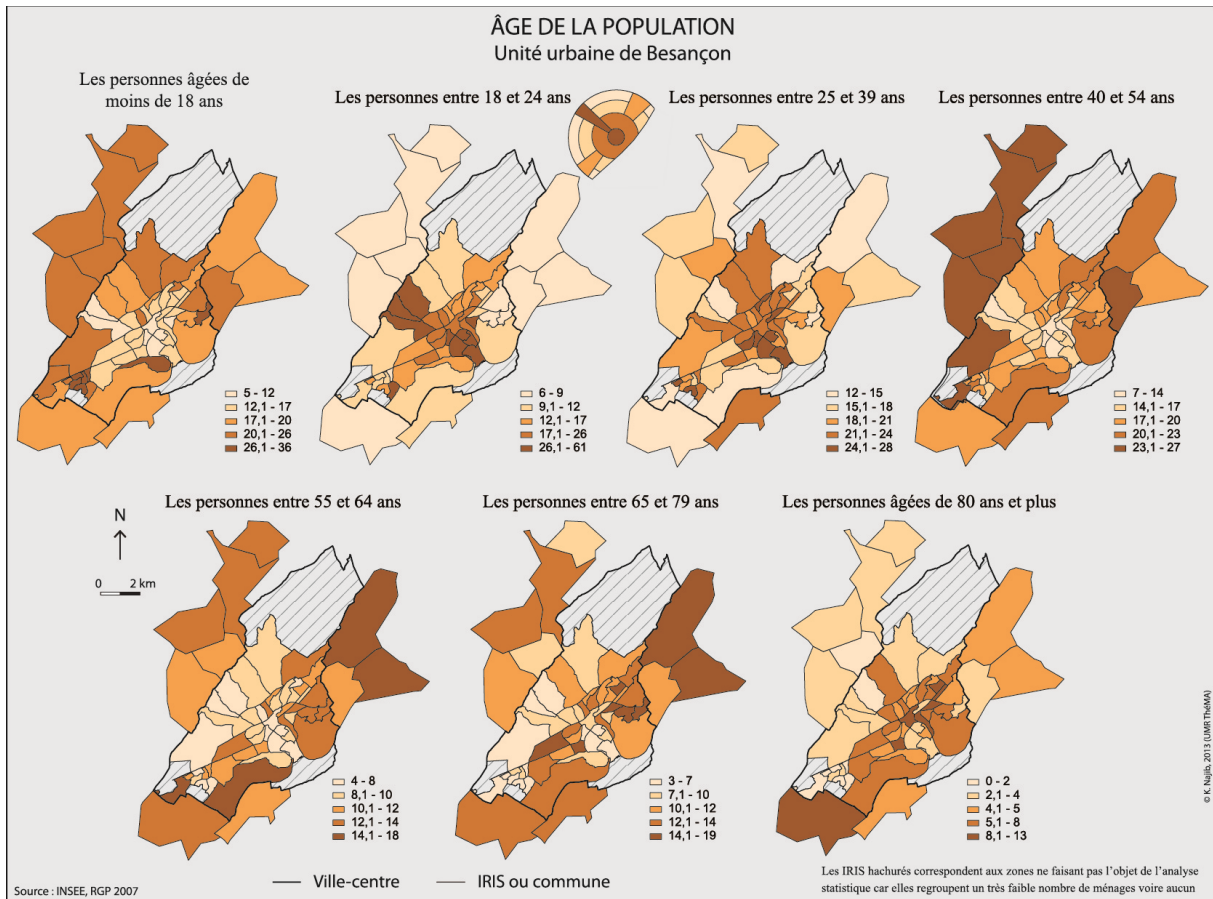 ÂGE DE LA POPULATION
Unité urbaine de Besançon
Les personnes âgées de
moins de 18 ans
5 - 12
12,1 - 17
17,1 - 20
20,1 - 26
26,1 - 36
Les personnes entre 18 et 24 ans
6 - 9
9,1 - 12
12,1 - 17
17,1 - 26
26,1 - 61
Les personnes entre 25 et 39 ans
12 - 15
15,1 - 18
18,1 - 21
21,1 - 24
24,1 - 28
Les personnes entre 40 et 54 ans
7 - 14
14,1 - 17
17,1 - 20
20,1 - 23
23,1 - 27
N
0 2 km
Les personnes entre 55 et 64 ans
4 - 8
8,1 - 10
10,1 - 12
12,1 - 14
14,1 - 18
Les personnes entre 65 et 79 ans
3 - 7
7,1 - 10
10,1 - 12
12,1 - 14
14,1 - 19
Les personnes âgées de 80 ans et plus
0 - 2
2,1 - 4
4,1 - 5
5,1 - 8
8,1 - 13
© K. Najib, 2013 (UMR ThéMA)
Source : INSEE, RGP 2007
Ville-centre
IRIS ou commune
Les IRIS hachurés correspondent aux zones ne faisant pas l'objet de l'analyse
statistique car elles regroupent un très faible nombre de ménages voire aucun